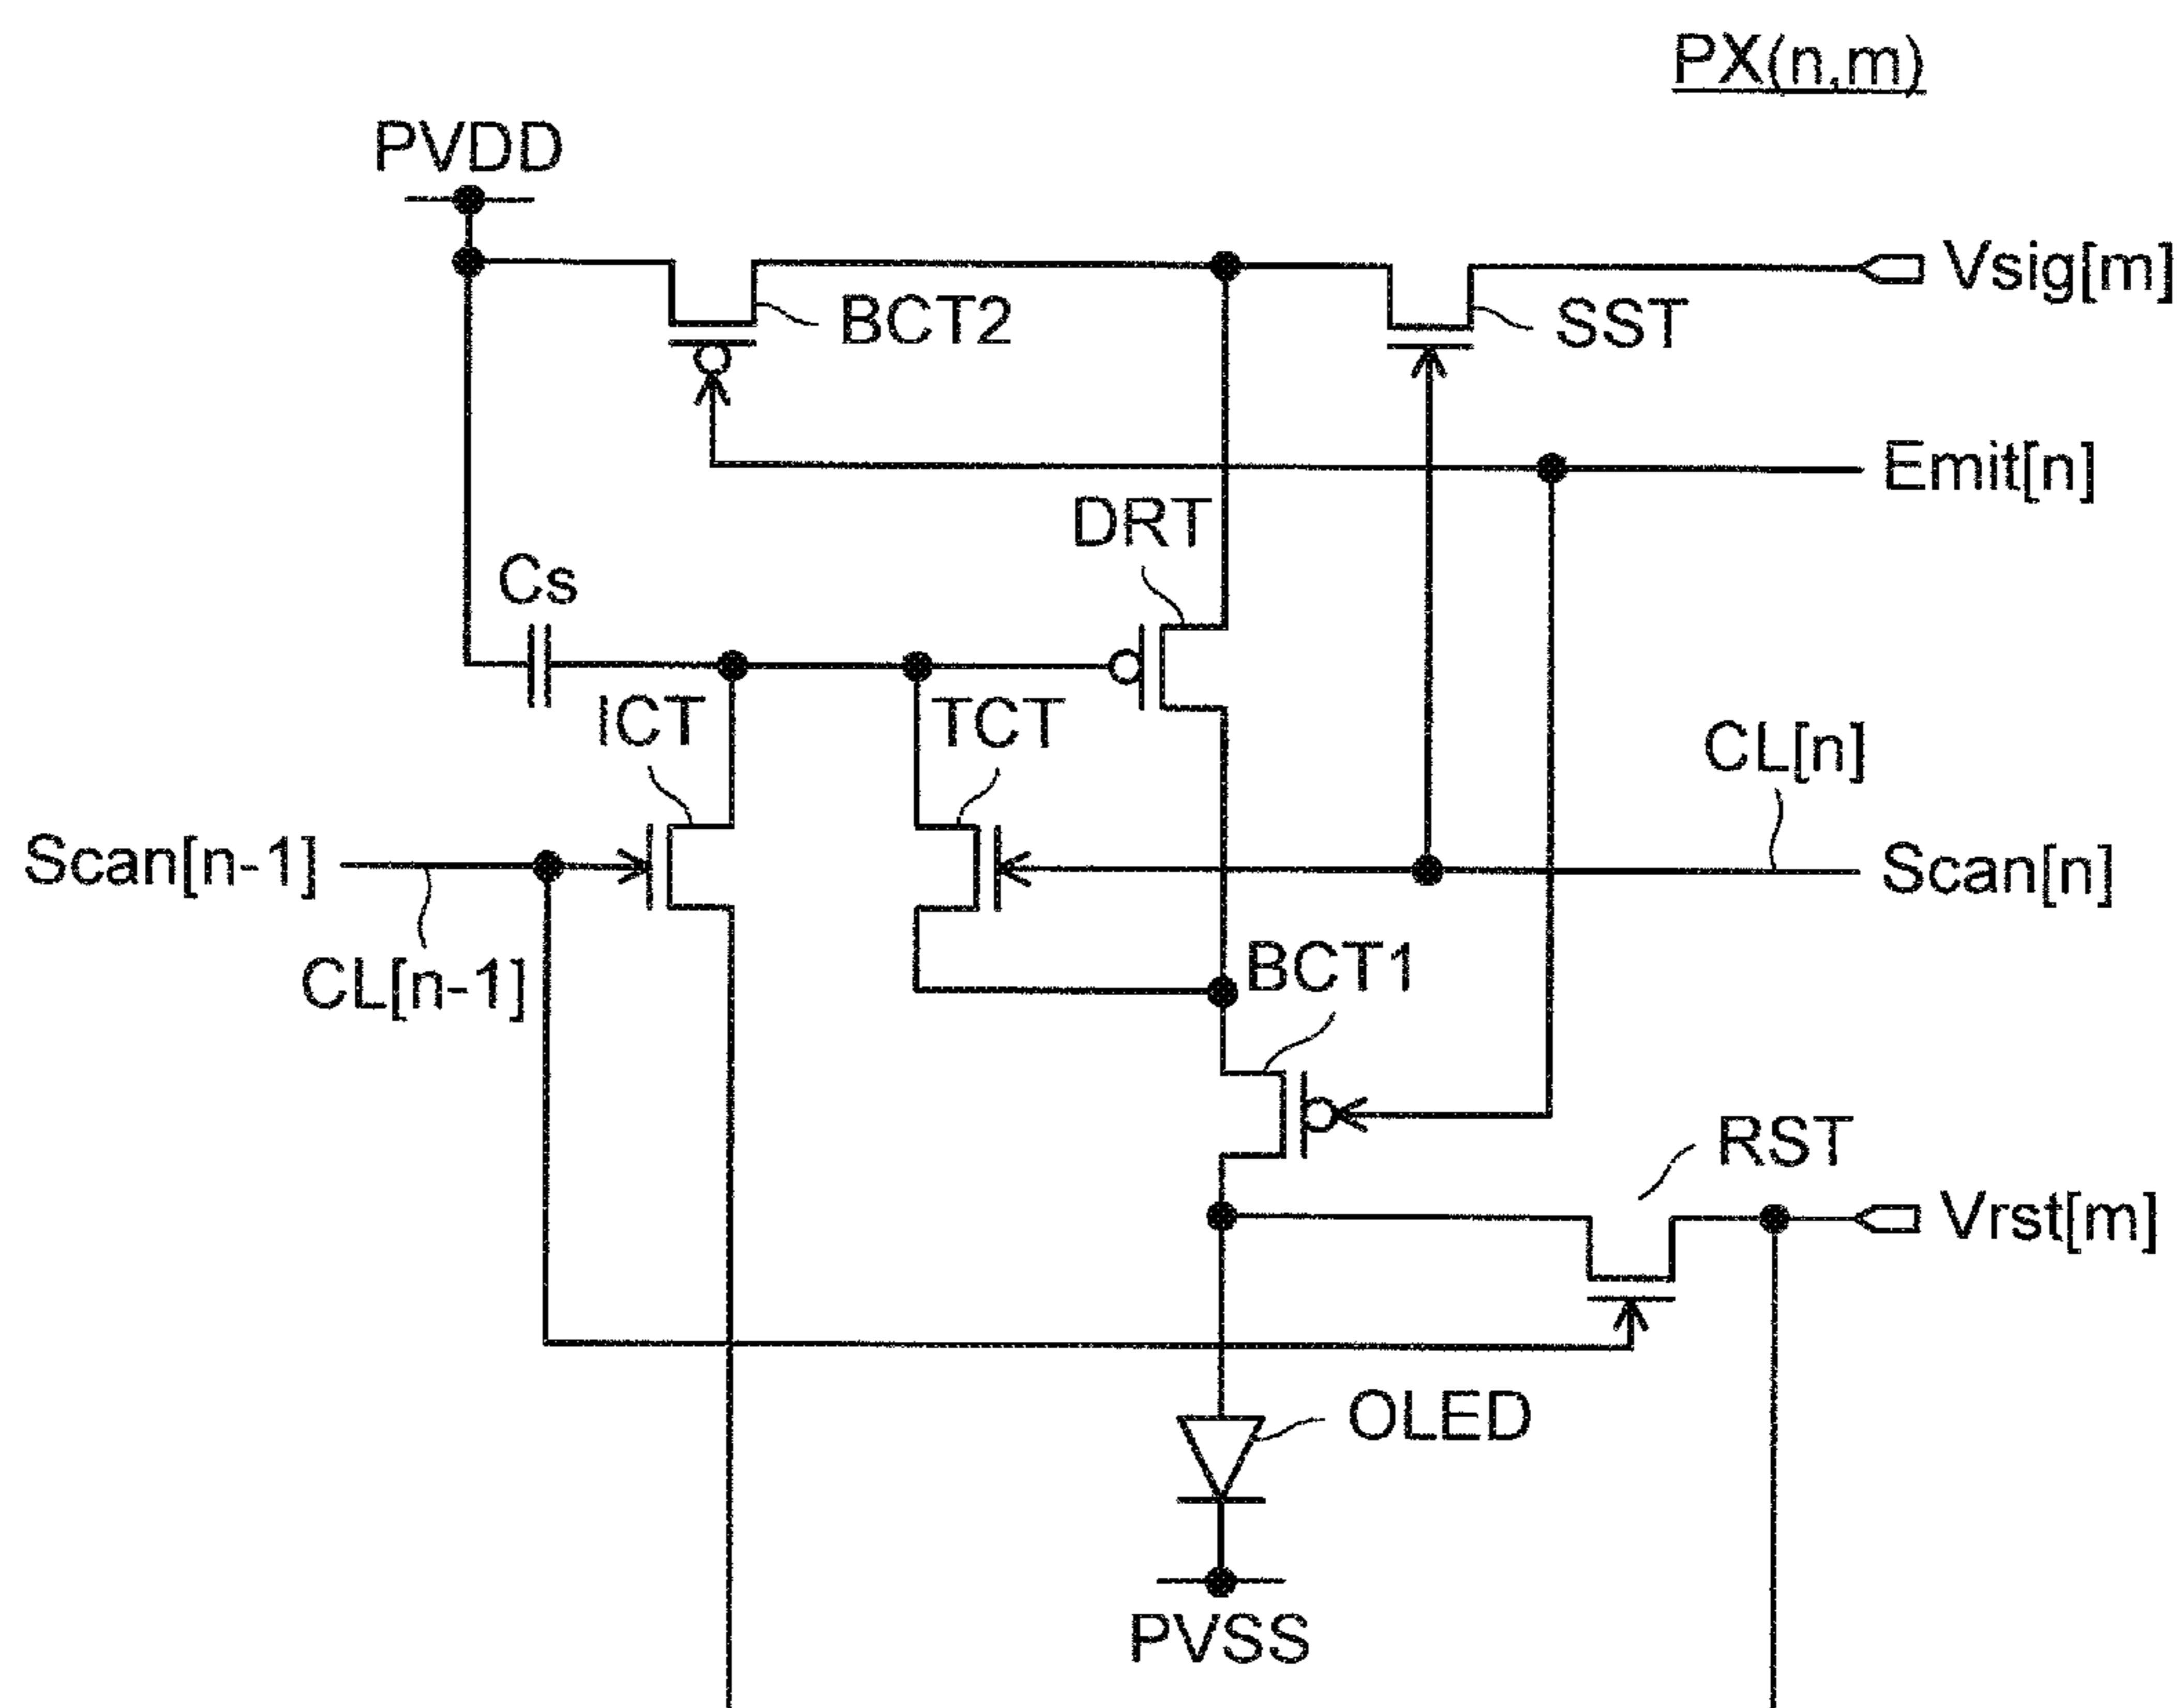 PX(n,m)
PVDD
Vsig[m]
BCT2
SST
Emit[n]
DRT
Cs
ICT
TCT
CL[n]
Scan[n-1]
Scan[n]
CL[n-1]
BCT1
RST
Vrst[m]
OLED
PVSS